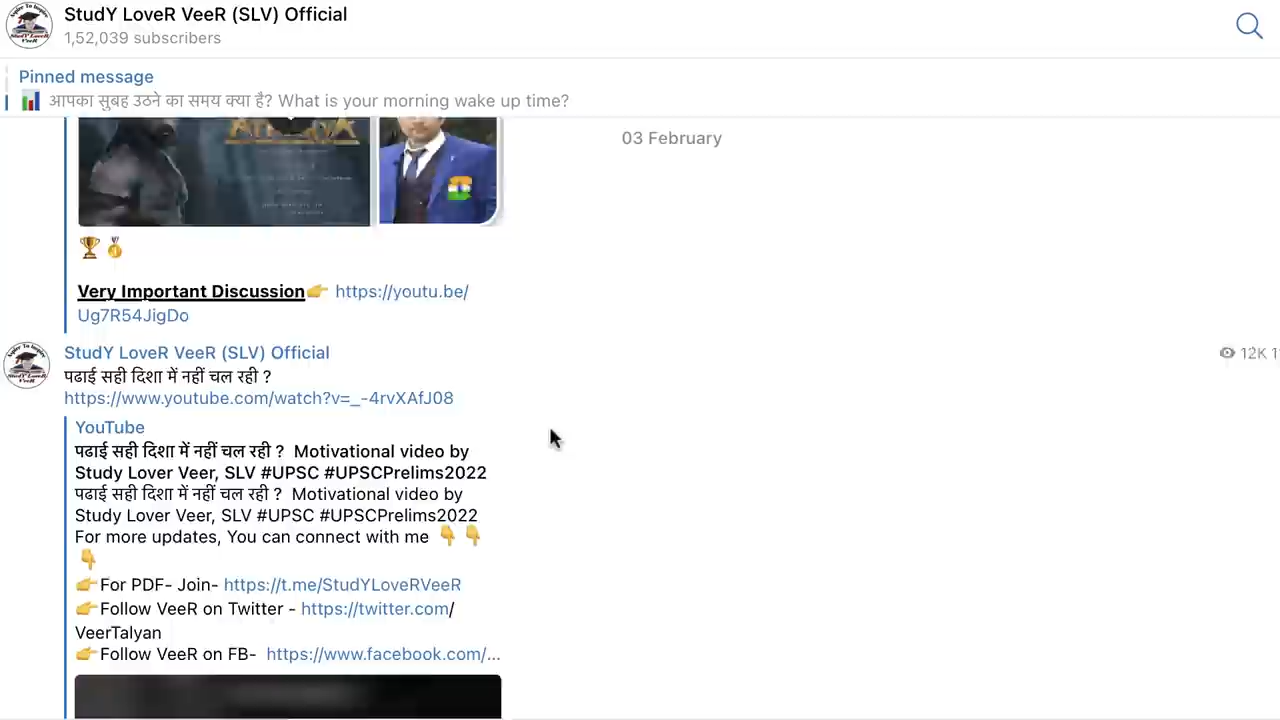 StudY LoveR VeeR (SLV) Official
1,52,039 subscribers
Pinned message
📊 आपका सुबह उठने का समय क्या है? What is your morning wake up time?
03 February
🏆🥇
Very Important Discussion👉 https://youtu.be/
Ug7R54JigDo
StudY LoveR VeeR (SLV) Official
12K
पढाई सही दिशा में नहीं चल रही ?
https://www.youtube.com/watch?v=_-4rvXAfJ08
YouTube
पढाई सही दिशा में नहीं चल रही ? Motivational video by
Study Lover Veer, SLV #UPSC #UPSCPrelims2022
पढाई सही दिशा में नहीं चल रही ? Motivational video by
Study Lover Veer, SLV #UPSC #UPSCPrelims2022
For more updates, You can connect with me 👇👇
👇
👉For PDF- Join- https://t.me/StudYLoveRVeeR
👉Follow VeeR on Twitter - https://twitter.com/
VeerTalyan
👉Follow VeeR on FB- https://www.facebook.com/...